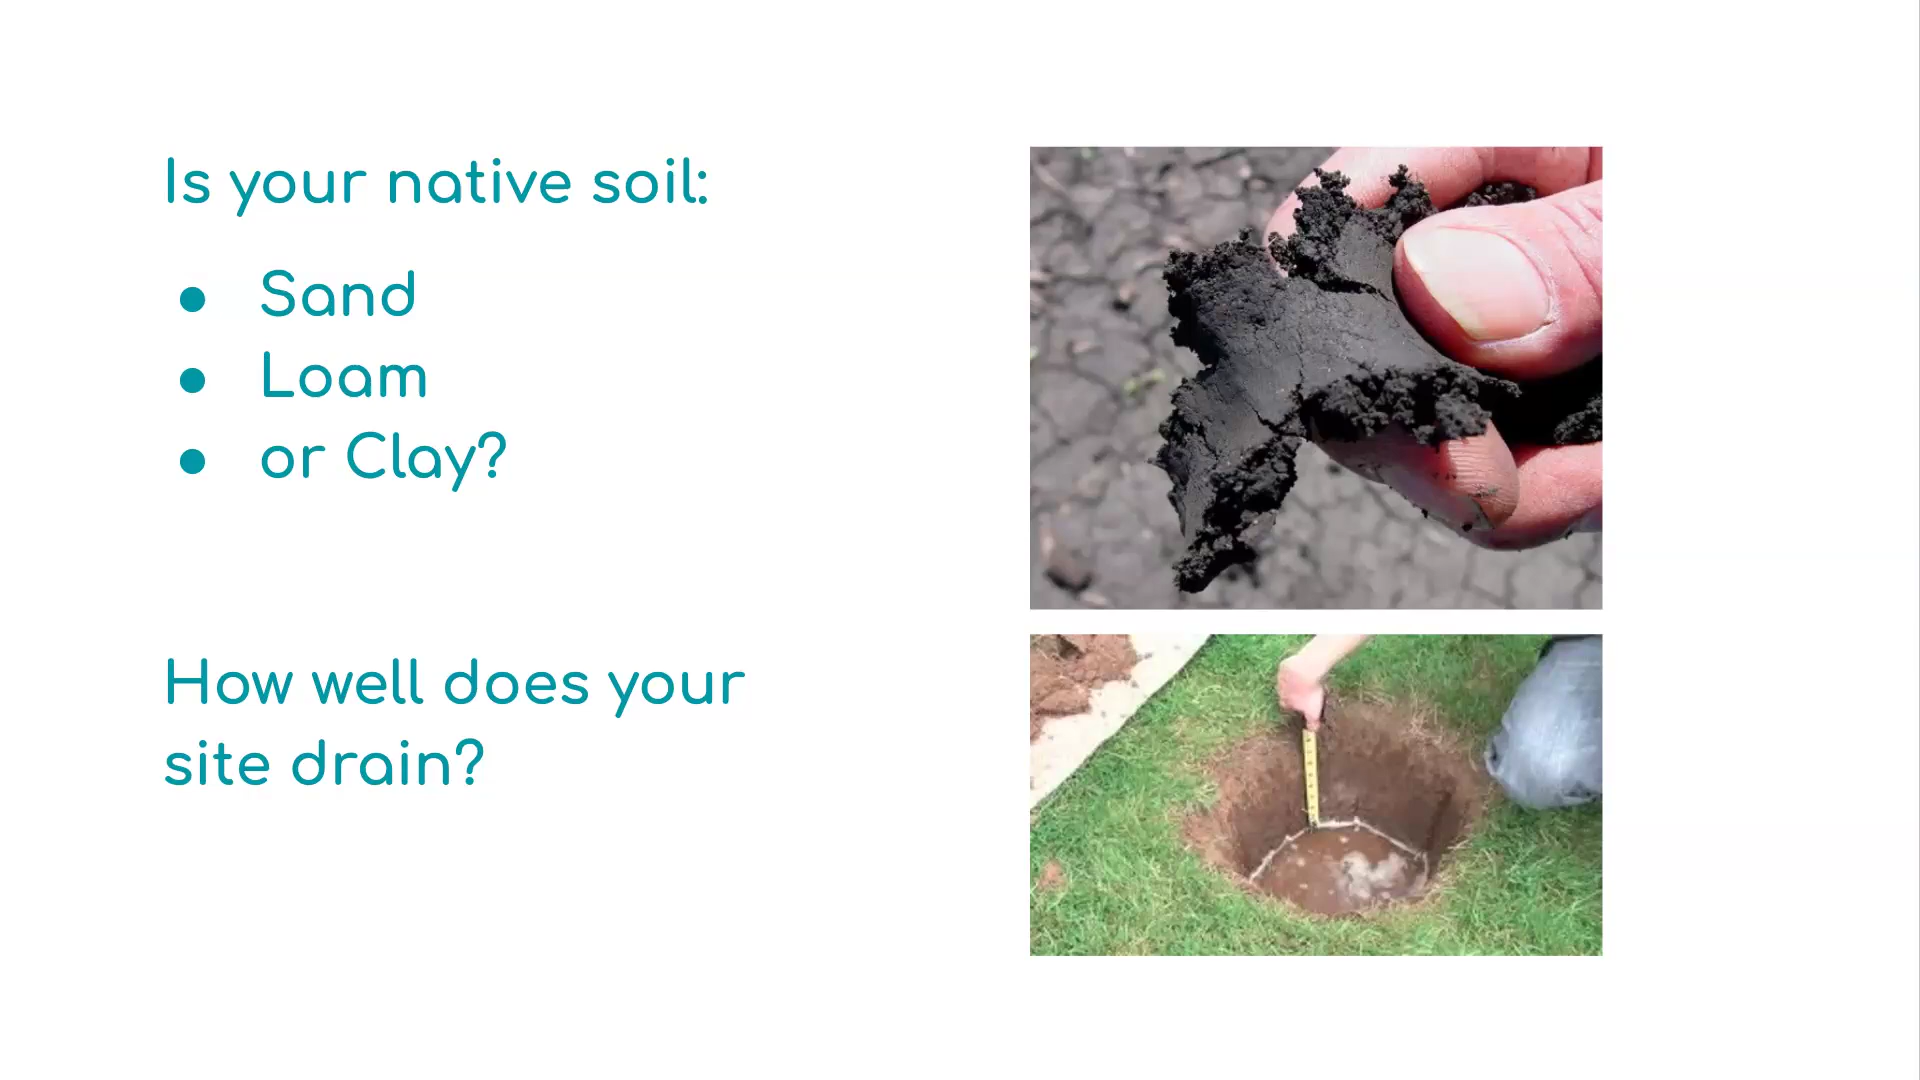 Is your native soil:
● Sand
● Loam
● or Clay?
How well does your
site drain?